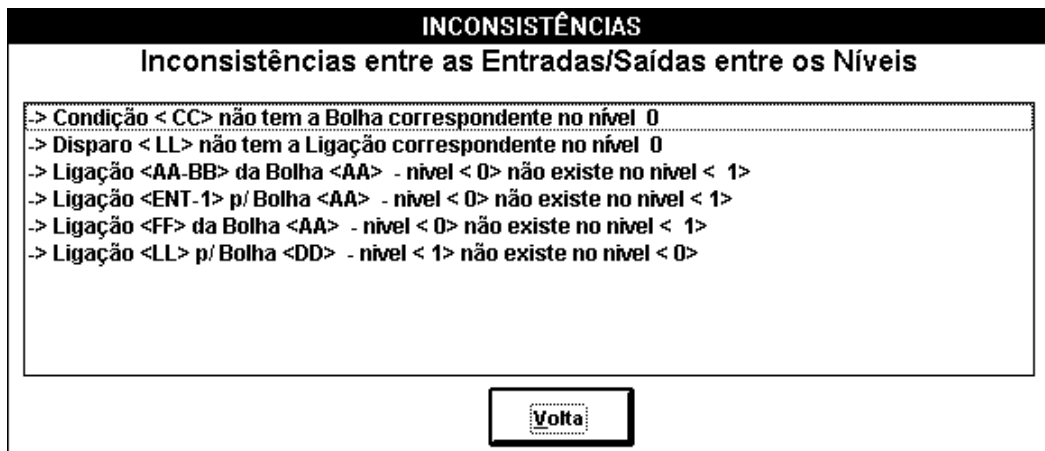 INCONSISTÊNCIAS
Inconsistências entre as Entradas/Saídas entre os Níveis
-> Condição < CC> não tem a Bolha correspondente no nível  0
-> Disparo < LL> não tem a Ligação correspondente no nível  0
-> Ligação <AA-BB> da Bolha <AA>  - nivel < 0> não existe no nivel <  1>
-> Ligação <ENT-1> p/ Bolha <AA>  - nivel < 0> não existe no nivel < 1>
-> Ligação <FF> da Bolha <AA>  - nivel < 0> não existe no nivel <  1>
-> Ligação <LL> p/ Bolha <DD>  - nivel < 1> não existe no nivel < 0>
Volta